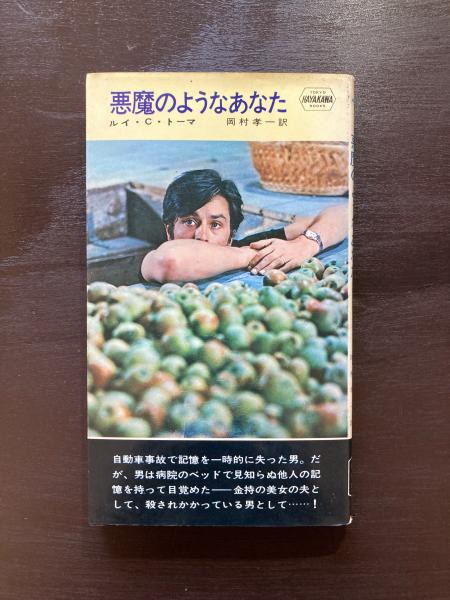 悪魔のようなあなた
ルイ・C・トーマ 岡村孝一訳
TOKYO
HAYAKAWA
BOOKS
自動車事故で記憶を一時的に失った男。だ
が、男は病院のベッドで見知らぬ他人の記
憶を持って目覚めた――金持の美女の夫と
して、殺されかかっている男として……！